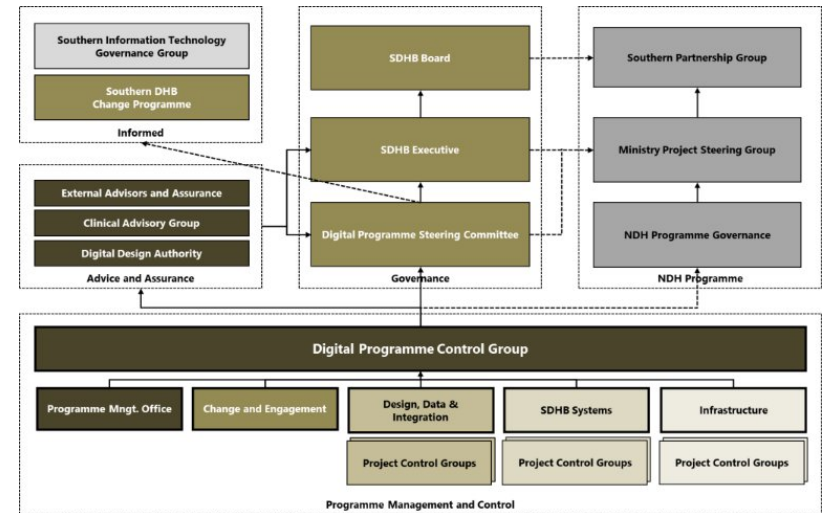 Southern Information Technology
Governance Group
Southern DHB
Change Programme
Informed
External Advisors and Assurance
Clinical Advisory Group
Digital Design Authority
Advice and Assurance
SDHB Board
SDHB Executive
Digital Programme Steering Committee
Governance
Southern Partnership Group
Ministry Project Steering Group
NDH Programme Governance
NDH Programme
Digital Programme Control Group
Programme Mngt. Office
Change and Engagement
Design, Data &
Integration
SDHB Systems
Infrastructure
Project Control Groups
Project Control Groups
Project Control Groups
Programme Management and Control